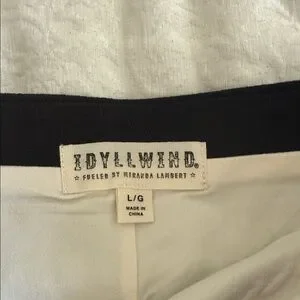 IDYLLWIND®
☆ FUELED BY MIRANDA LAMBERT ☆
L/G
MADE IN
CHINA